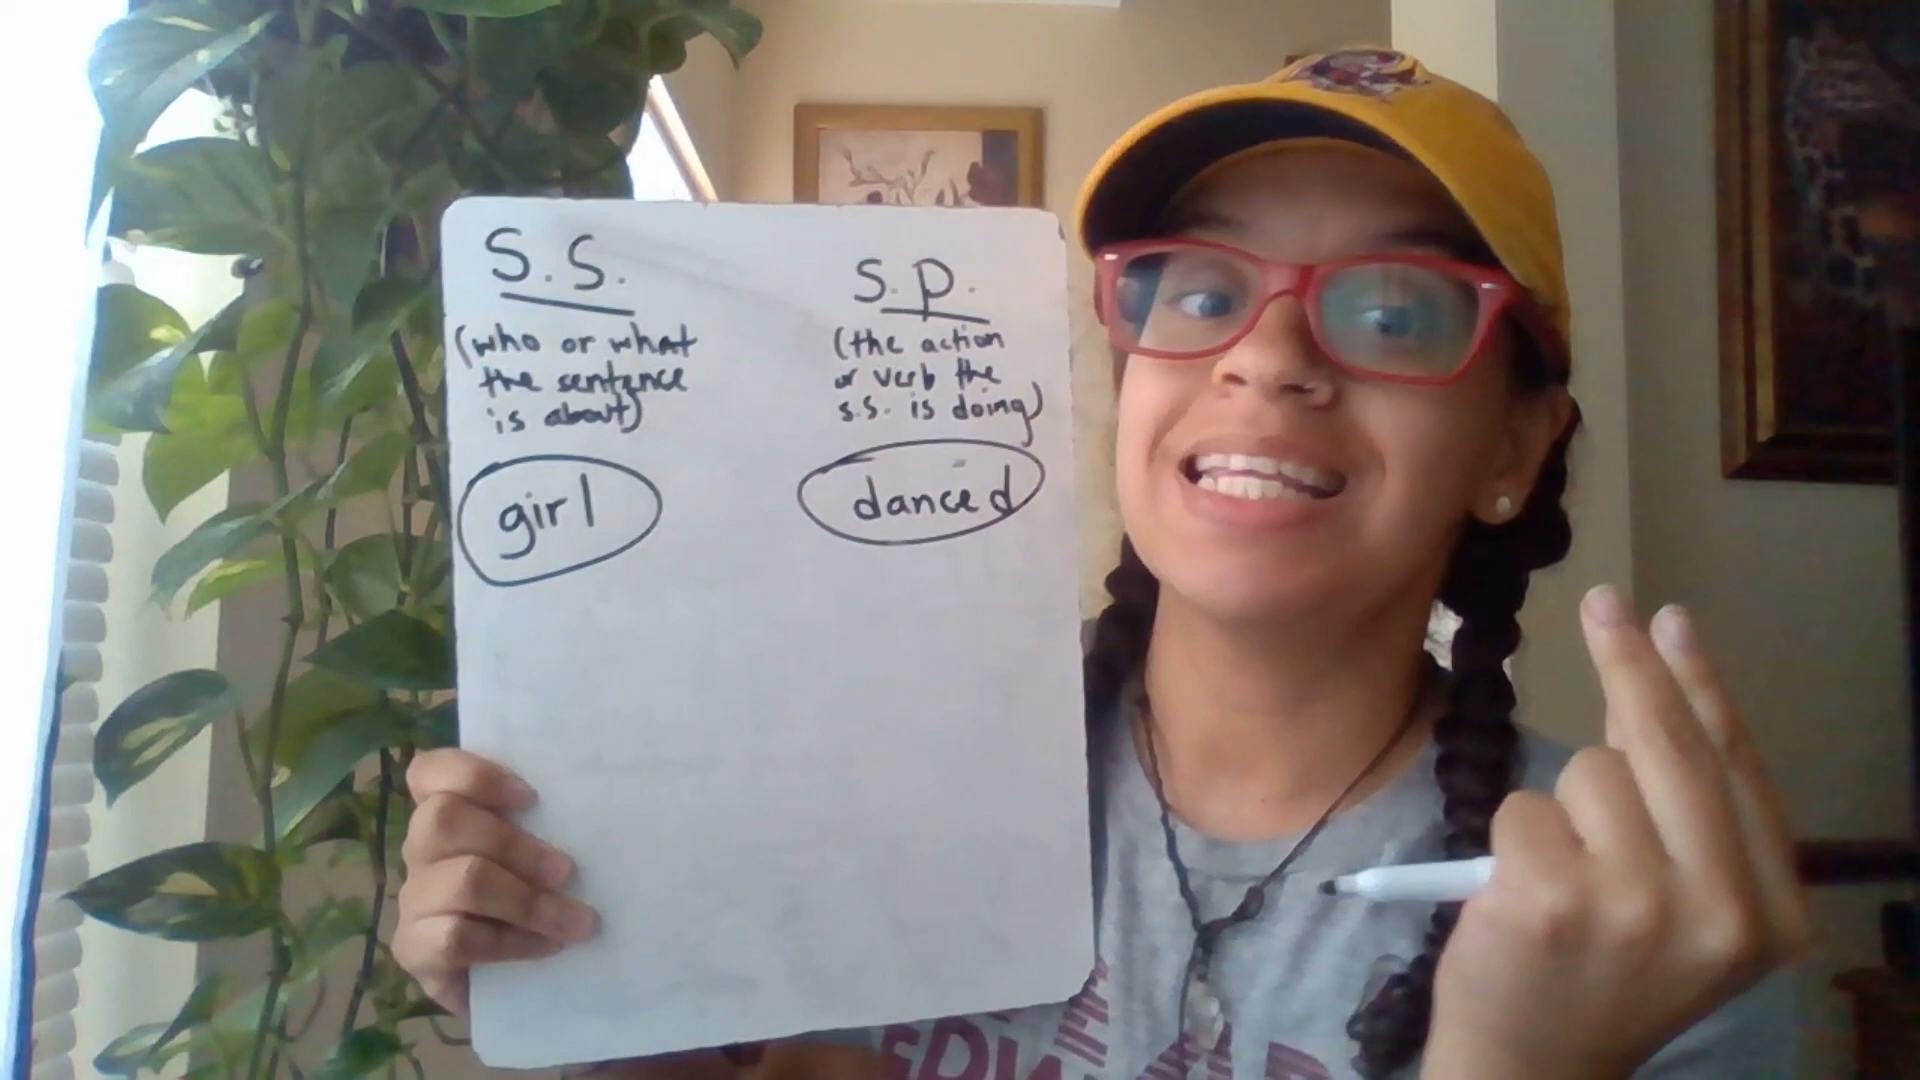 S.S.
(who or what
the sentence
is about)
girl
S.P.
(the action
or verb the
s.s. is doing)
danced